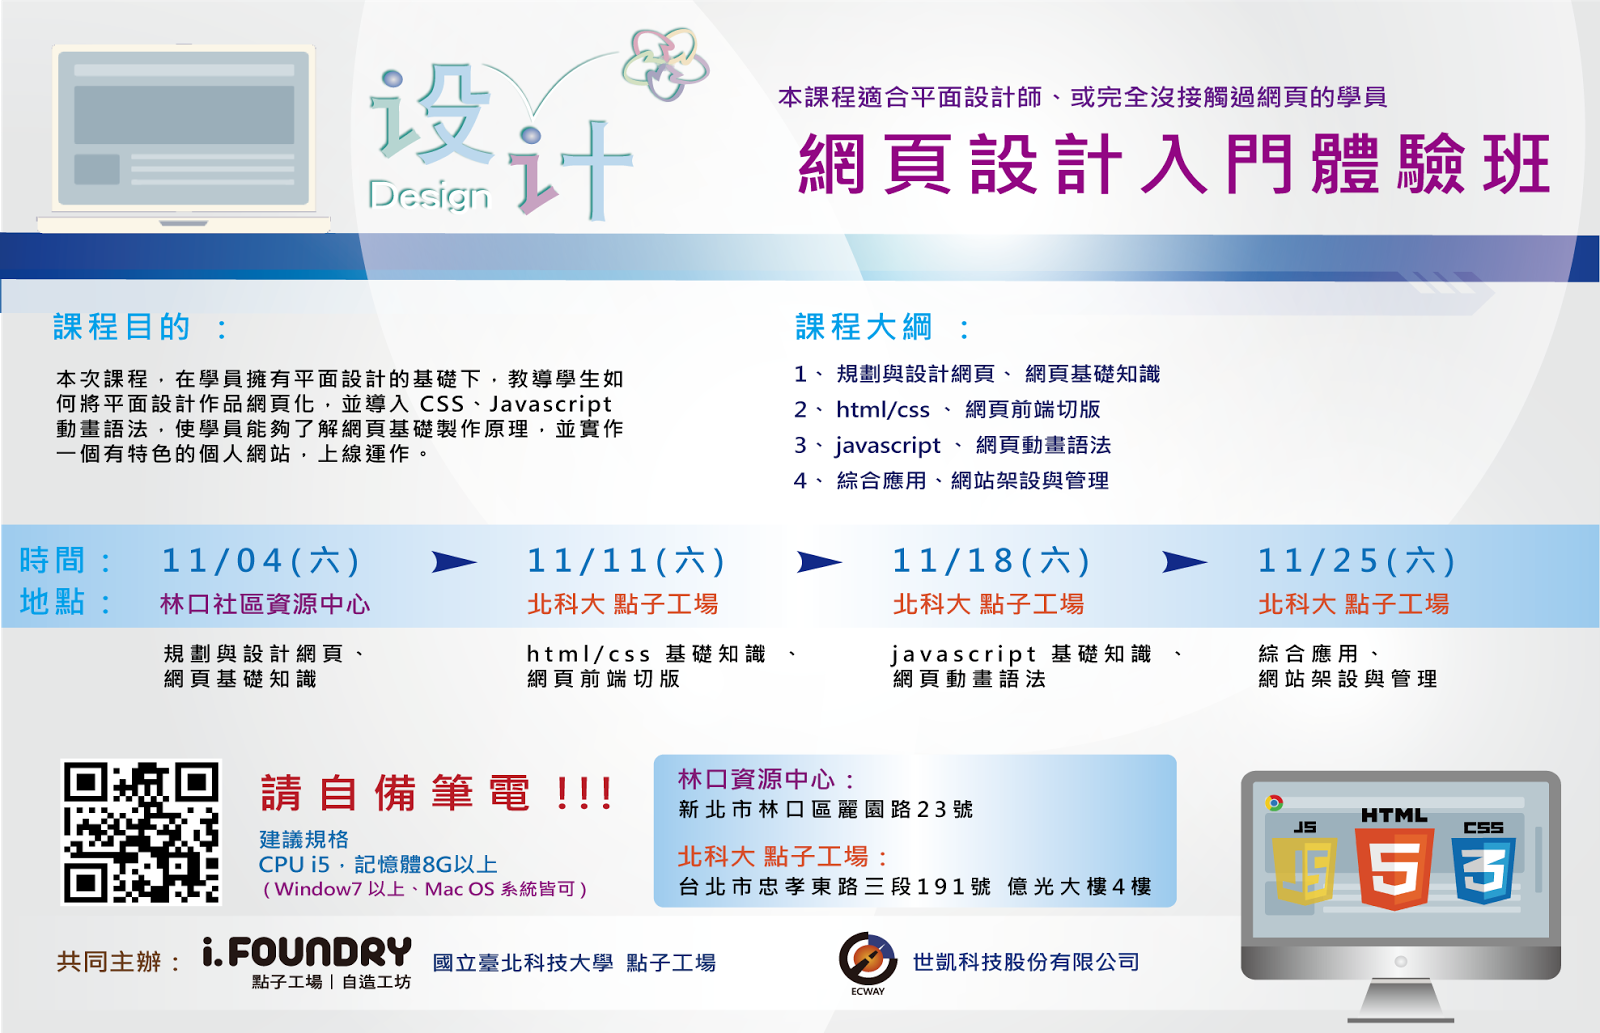 设计
Design
本課程適合平面設計師、或完全沒接觸過網頁的學員
網頁設計入門體驗班
課程目的 ：
本次課程，在學員擁有平面設計的基礎下，教導學生如
何將平面設計作品網頁化，並導入 CSS、Javascript
動畫語法，使學員能夠了解網頁基礎製作原理，並實作
一個有特色的個人網站，上線運作。
課程大綱 ：
1、 規劃與設計網頁、 網頁基礎知識
2、 html/css 、 網頁前端切版
3、 javascript 、 網頁動畫語法
4、 綜合應用、網站架設與管理
時間： 11/04(六) 11/11(六) 11/18(六) 11/25(六)
地點： 林口社區資源中心 北科大 點子工場 北科大 點子工場 北科大 點子工場
規劃與設計網頁、
網頁基礎知識
html/css 基礎知識 、
網頁前端切版
javascript 基礎知識 、
網頁動畫語法
綜合應用、
網站架設與管理
請自備筆電 !!!
建議規格
CPU i5，記憶體8G以上
(Window7 以上、Mac OS 系統皆可)
林口資源中心：
新北市林口區麗園路23號
北科大 點子工場：
台北市忠孝東路三段191號 億光大樓4樓
JS HTML CSS
JS 5 3
共同主辦： i.FOUNDRY 國立臺北科技大學 點子工場 世凱科技股份有限公司
點子工場 | 自造工坊
ECWAY